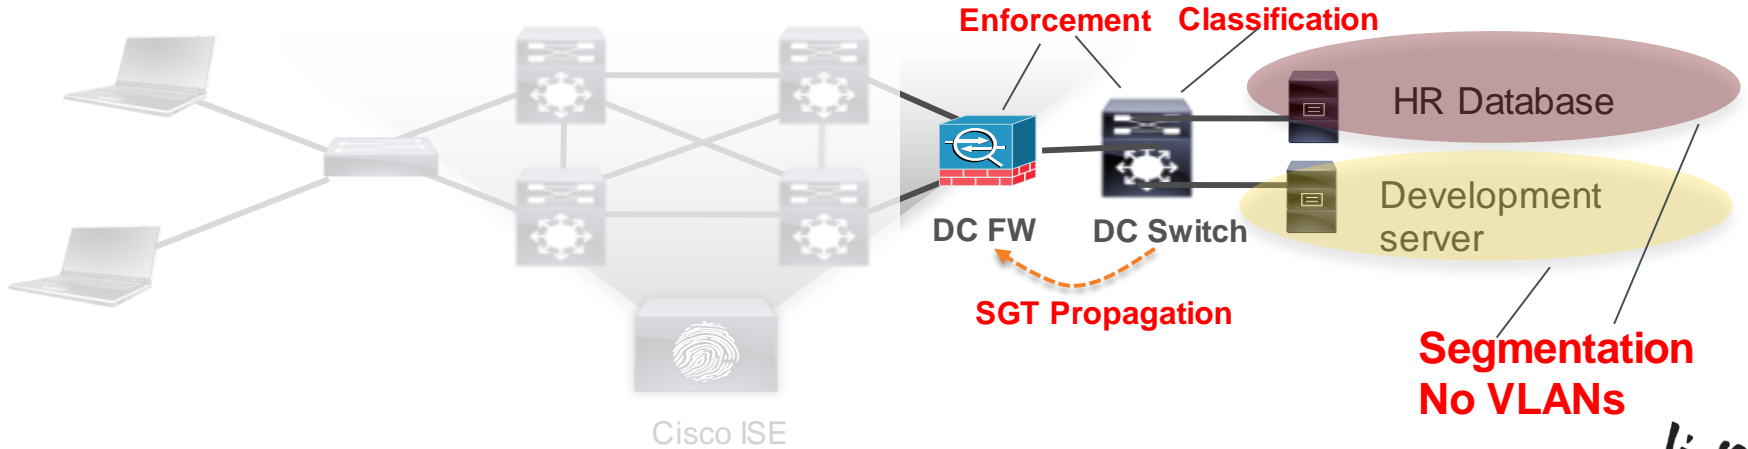 Enforcement
Classification
HR Database
Development
server
DC FW
DC Switch
SGT Propagation
Segmentation
No VLANs
Cisco ISE